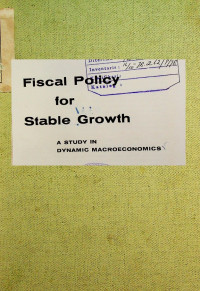 Fiscal Policy
for
Stable Growth
A STUDY IN
DYNAMIC MACROECONOMICS